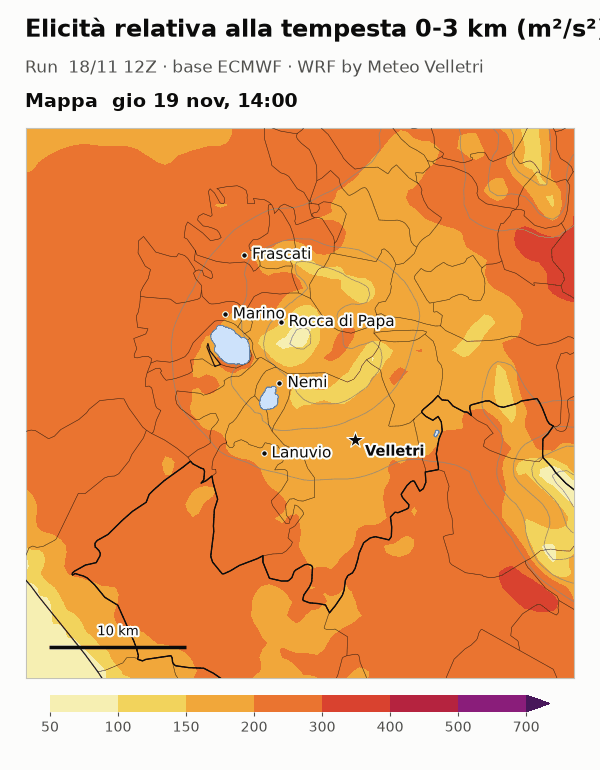 Elicità relativa alla tempesta 0-3 km (m²/s²)
Run 18/11 12Z · base ECMWF · WRF by Meteo Velletri
Mappa gio 19 nov, 14:00
Frascati
Marino
Rocca di Papa
Nemi
Velletri
Lanuvio
10 km
50 100 150 200 300 400 500 700